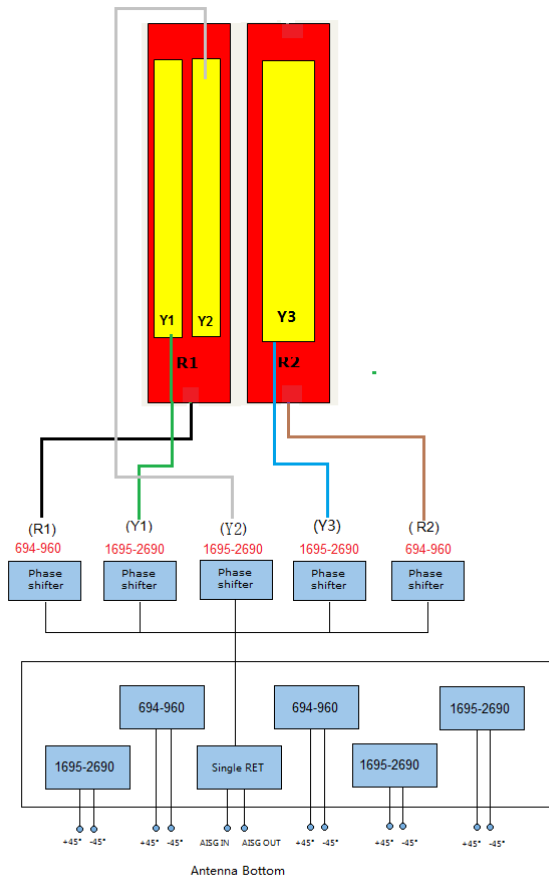 Y1
Y2
Y3
R1
R2
(R1)
(Y1)
(Y2)
(Y3)
( R2)
694-960
1695-2690
1695-2690
1695-2690
694-960
Phase
shifter
Phase
shifter
Phase
shifter
Phase
shifter
Phase
shifter
694-960
694-960
1695-2690
1695-2690
Single RET
1695-2690
+45° -45°
+45° -45°
AISG IN AISG OUT
+45° -45°
+45° -45°
+45° -45°
Antenna Bottom